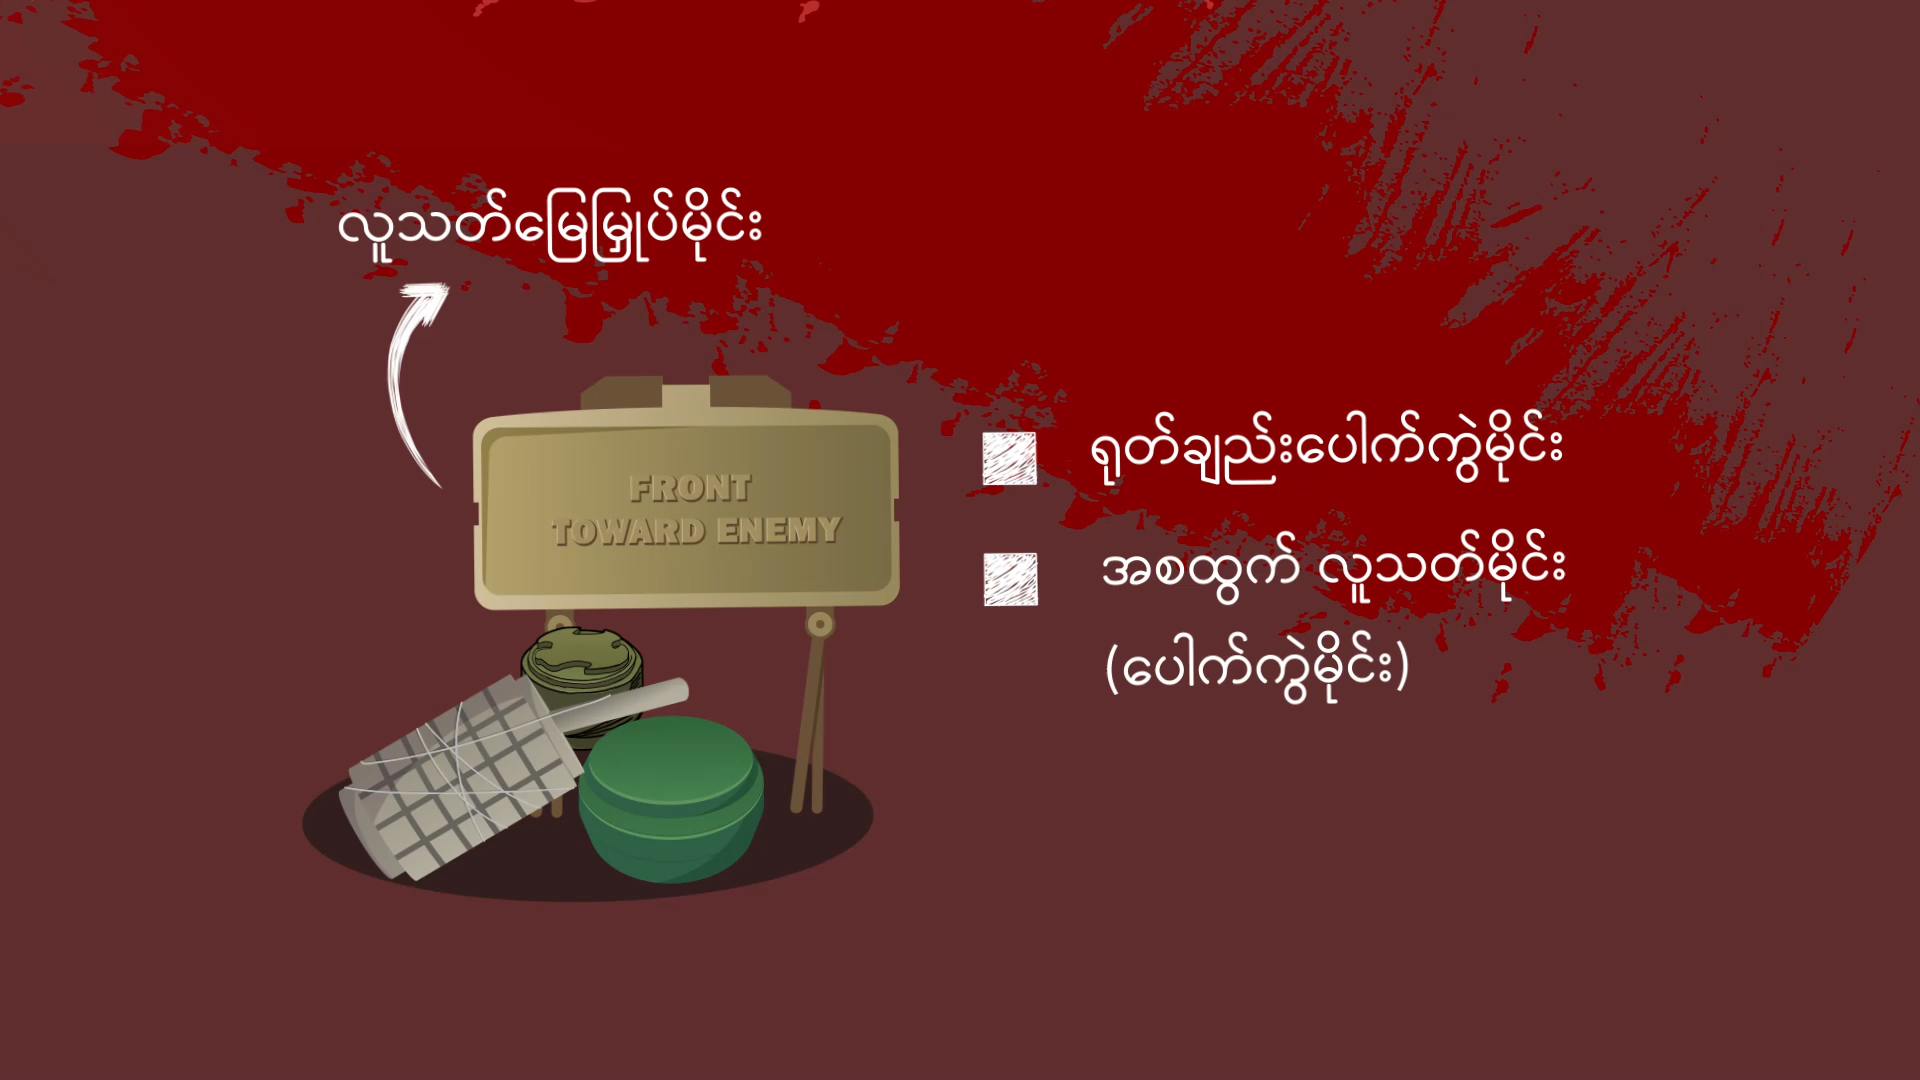 လူသတ်မြေမြှုပ်မိုင်း
FRONT
TOWARD ENEMY
ရုတ်ချည်းပေါက်ကွဲမိုင်း
အစထွက် လူသတ်မိုင်း
(ပေါက်ကွဲမိုင်း)